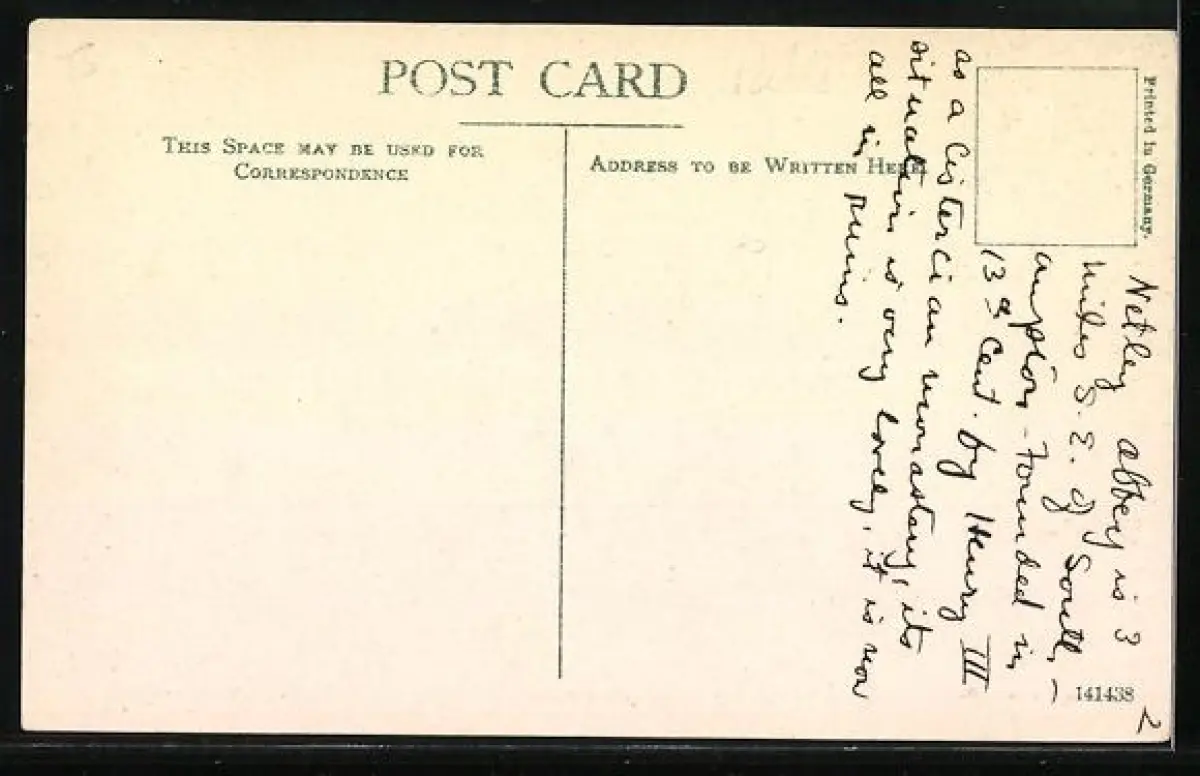 POST CARD
THIS SPACE MAY BE USED FOR
CORRESPONDENCE
ADDRESS TO BE WRITTEN HERE
Printed in Germany.
Netley abbey is 3
miles S.E. of South-
ampton - Founded in
13th Cent. by Henry III
as a Cistercian monastery, its
situation is very lovely, it is now
all in ruins.
141438
2